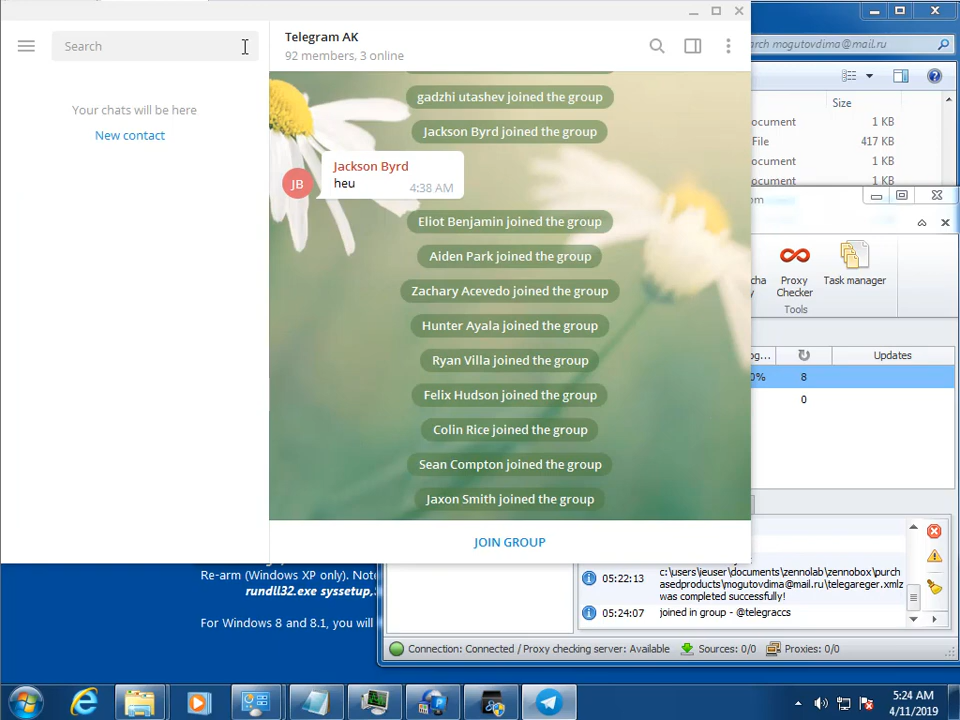 Search
Your chats will be here
New contact
Telegram AK
92 members, 3 online
gadzhi utashev joined the group
Jackson Byrd joined the group
JB
Jackson Byrd
heu
4:38 AM
Eliot Benjamin joined the group
Aiden Park joined the group
Zachary Acevedo joined the group
Hunter Ayala joined the group
Ryan Villa joined the group
Felix Hudson joined the group
Colin Rice joined the group
Sean Compton joined the group
Jaxon Smith joined the group
JOIN GROUP
arch mogutovdima@mail.ru
Size
ocument 1 KB
File 417 KB
ocument 1 KB
ocument 1 KB
om
cha
y
Proxy
Checker
Task manager
Tools
og...
Updates
0% 8
0
05:22:13
c:\users\ieuser\documents\zennolab\zennobox\purch
asedproducts\mogutovdima@mail.ru\telegareger.xmlz
was completed successfully!
05:24:07 joined in group - @telegraccs
Re-arm (Windows XP only). Note
rundll32.exe syssetup,
For Windows 8 and 8.1, you will
Connection: Connected / Proxy checking server: Available
Sources: 0/0
Proxies: 0/0
5:24 AM
4/11/2019